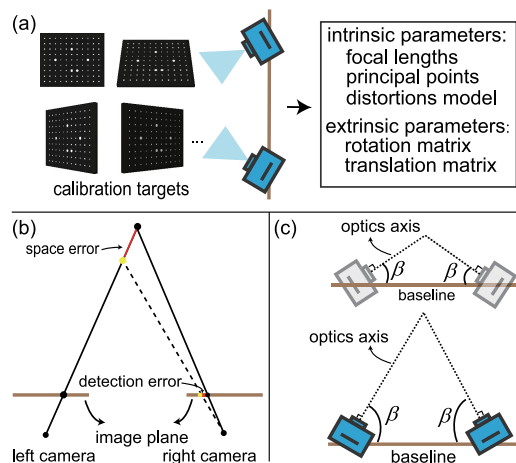 (a)
intrinsic parameters:
focal lengths
principal points
distortions model
extrinsic parameters:
rotation matrix
translation matrix
...
calibration targets
(b)
space error
detection error
image plane
left camera
right camera
(c)
optics axis
β
β
baseline
optics axis
β
β
baseline